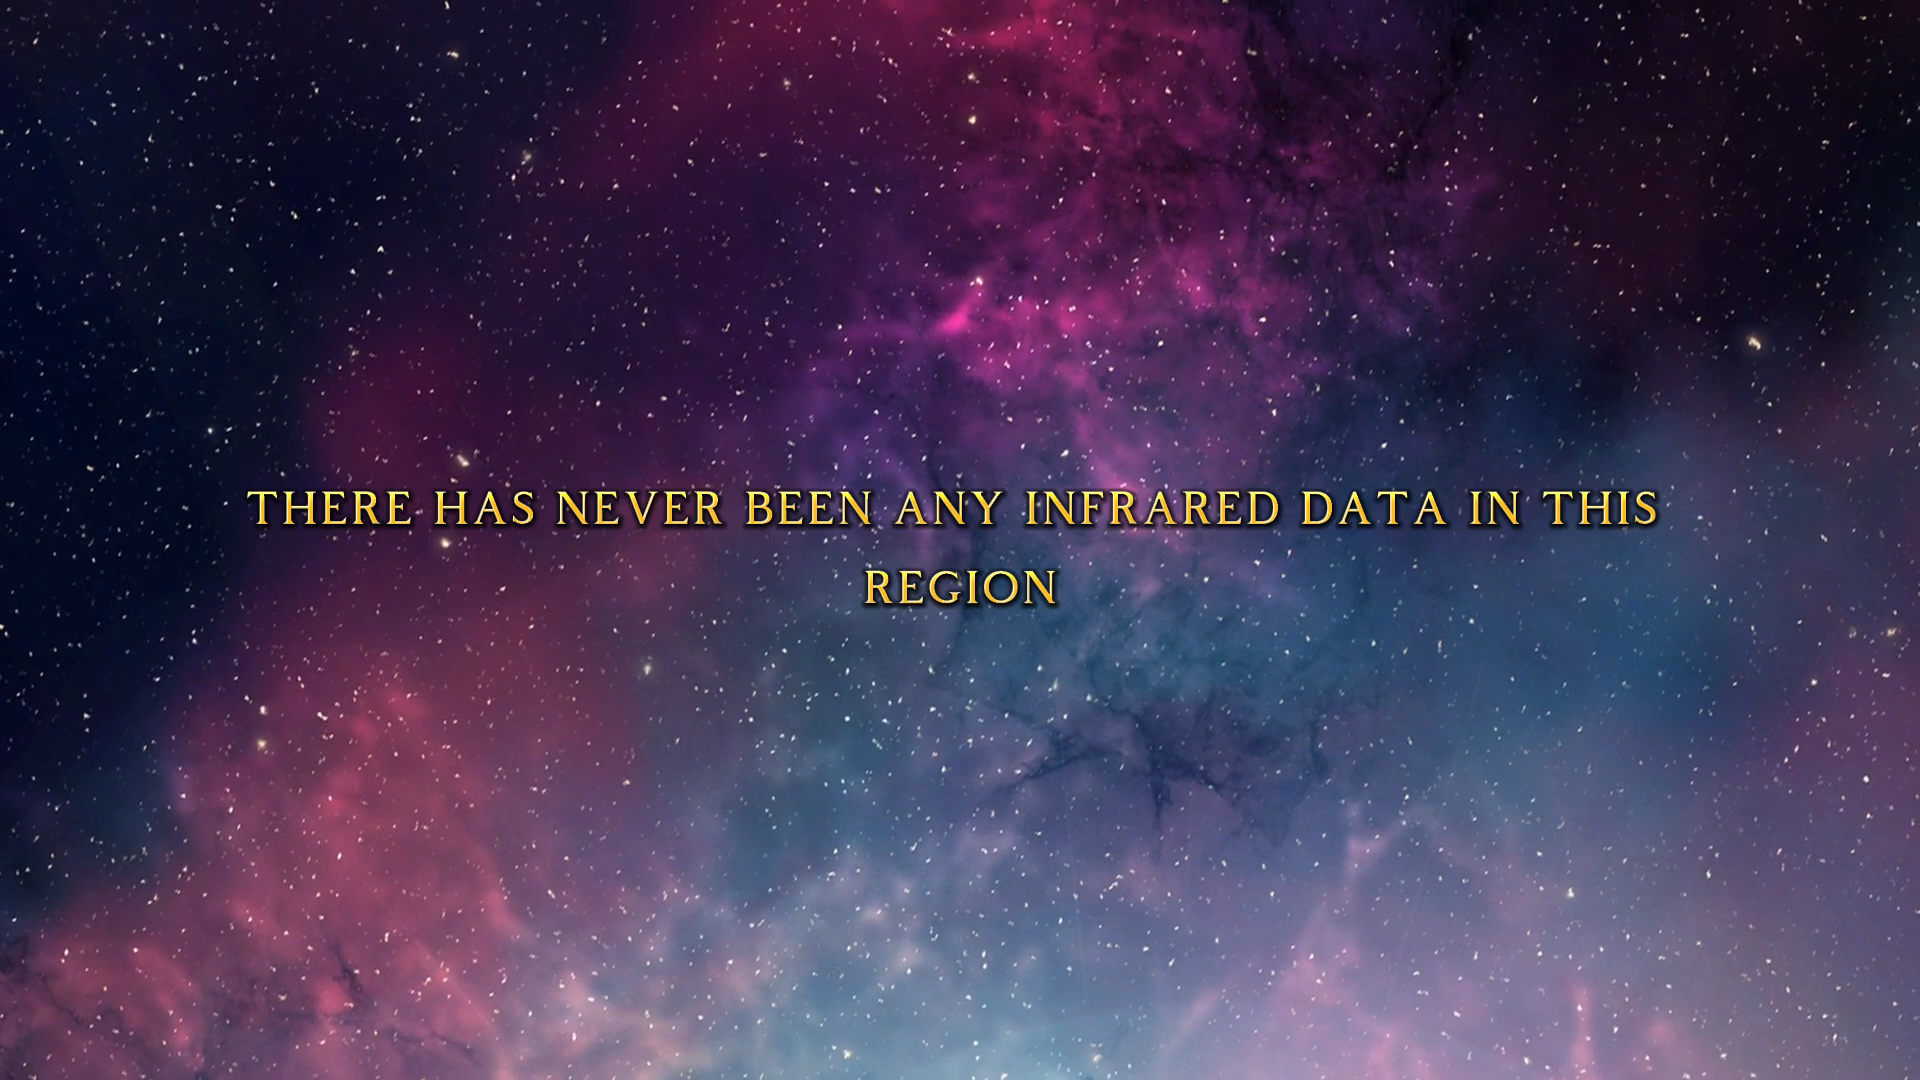 THERE HAS NEVER BEEN ANY INFRARED DATA IN THIS
REGION